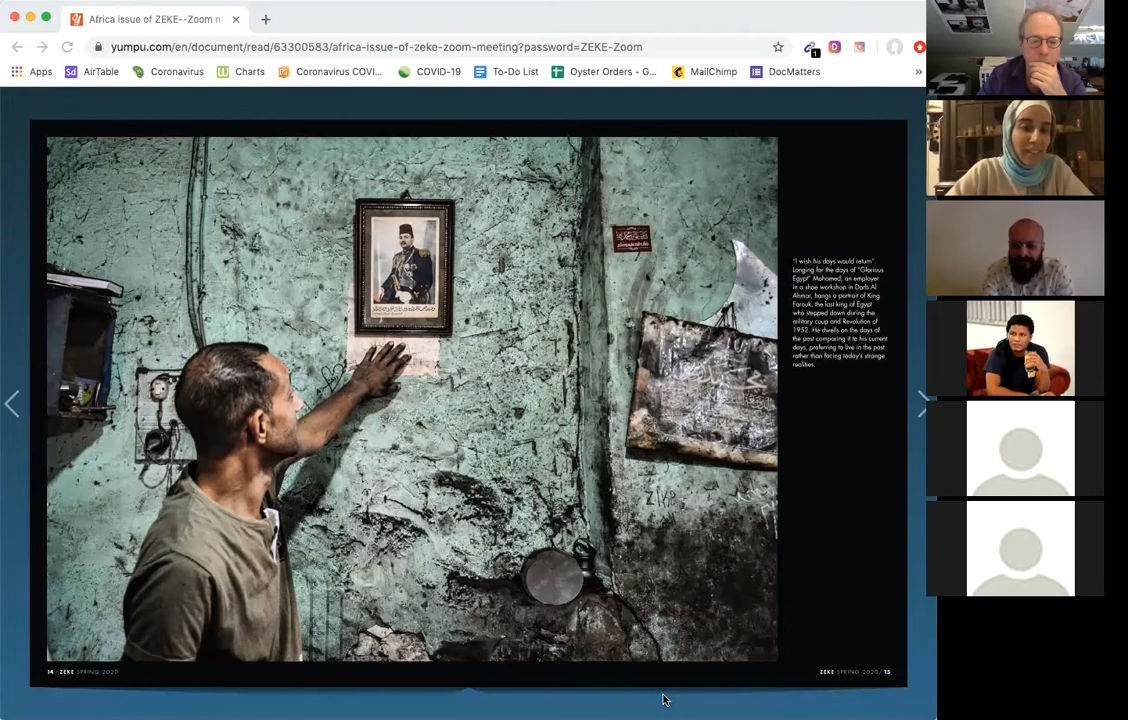 Africa issue of ZEKE--Zoom m
yumpu.com/en/document/read/63300583/africa-issue-of-zeke-zoom-meeting?password=ZEKE-Zoom
1
Apps
AirTable
Coronavirus
Charts
Coronavirus COVI...
COVID-19
To-Do List
Oyster Orders - G...
MailChimp
DocMatters
»
"I wish his days would return".
Longing for the days of "Glorious
Egypt" Mohamed, an employer
in a shoe workshop in Darb Al
Ahmar, hangs a portrait of King
Farouk, the last king of Egypt
who stepped down during the
military coup and Revolution of
1952. He dwells on the days of
the past comparing it to his current
days, preferring to live in the past
rather than facing today's strange
realities.
14 / ZEKE SPRING 2020
ZEKE SPRING 2020/ 15